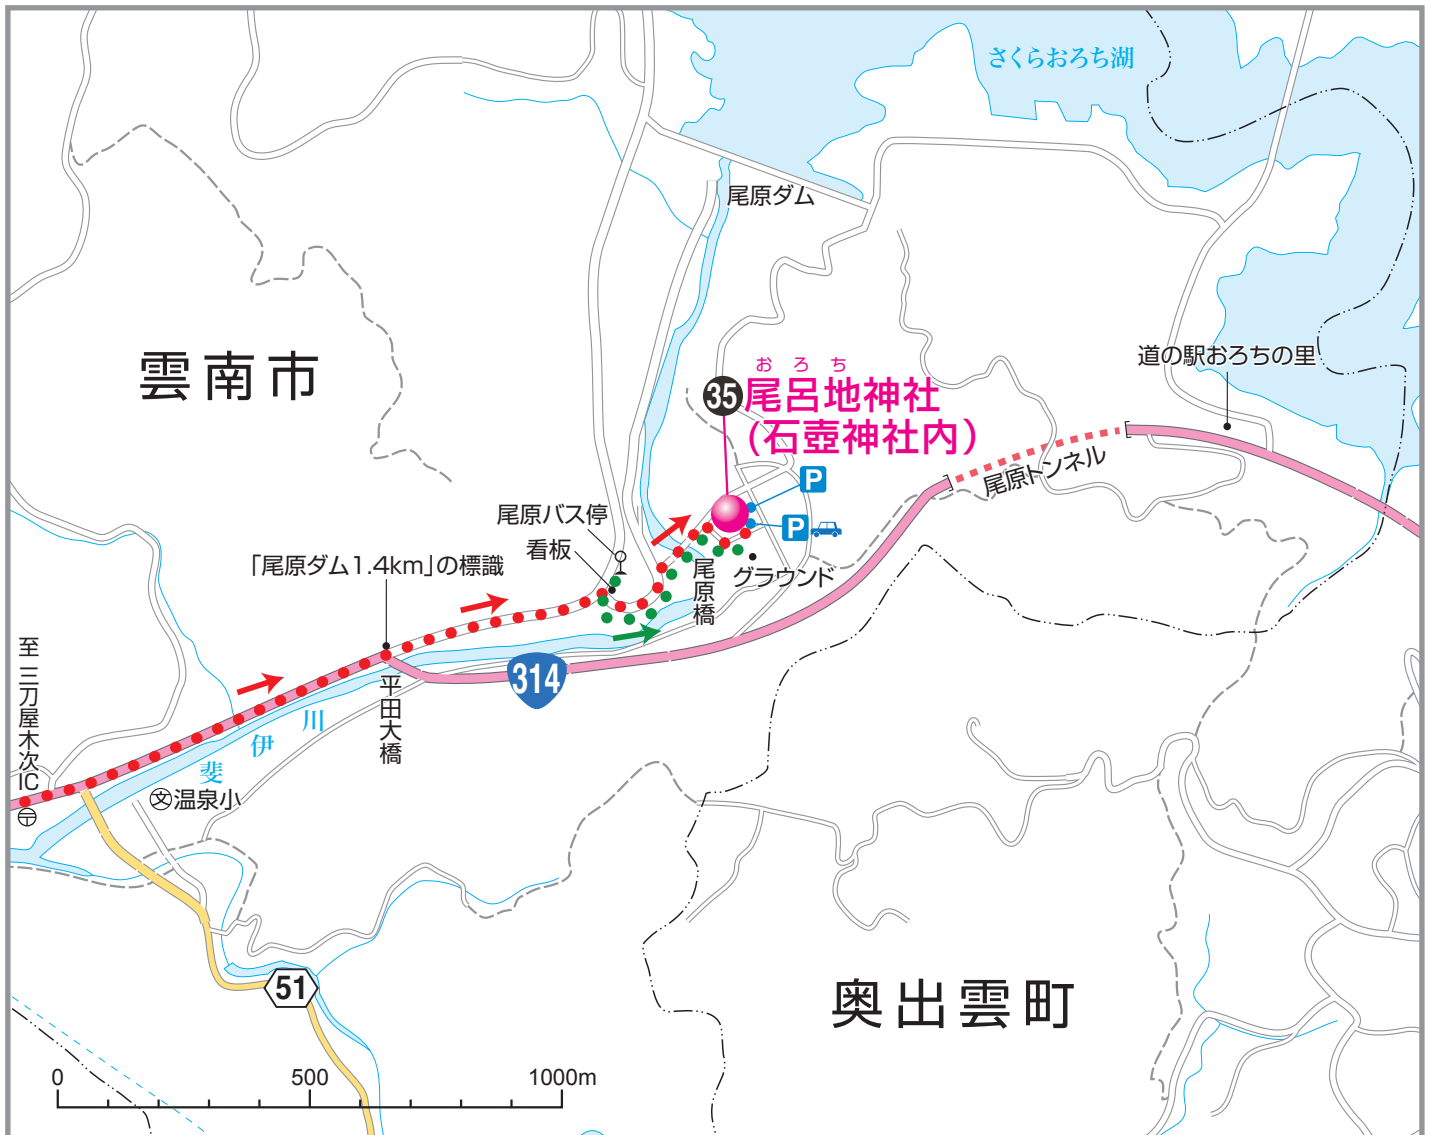 さくらおろち湖
尾原ダム
雲南市
道の駅おろちの里
おろち
35 尾呂地神社
(石壺神社内)
尾原トンネル
P
P
尾原バス停
看板
「尾原ダム1.4km」の標識
尾原橋
グラウンド
至三刀屋木次IC
314
平田大橋
斐伊川
文 温泉小
〒
51
奥出雲町
0 500 1000m